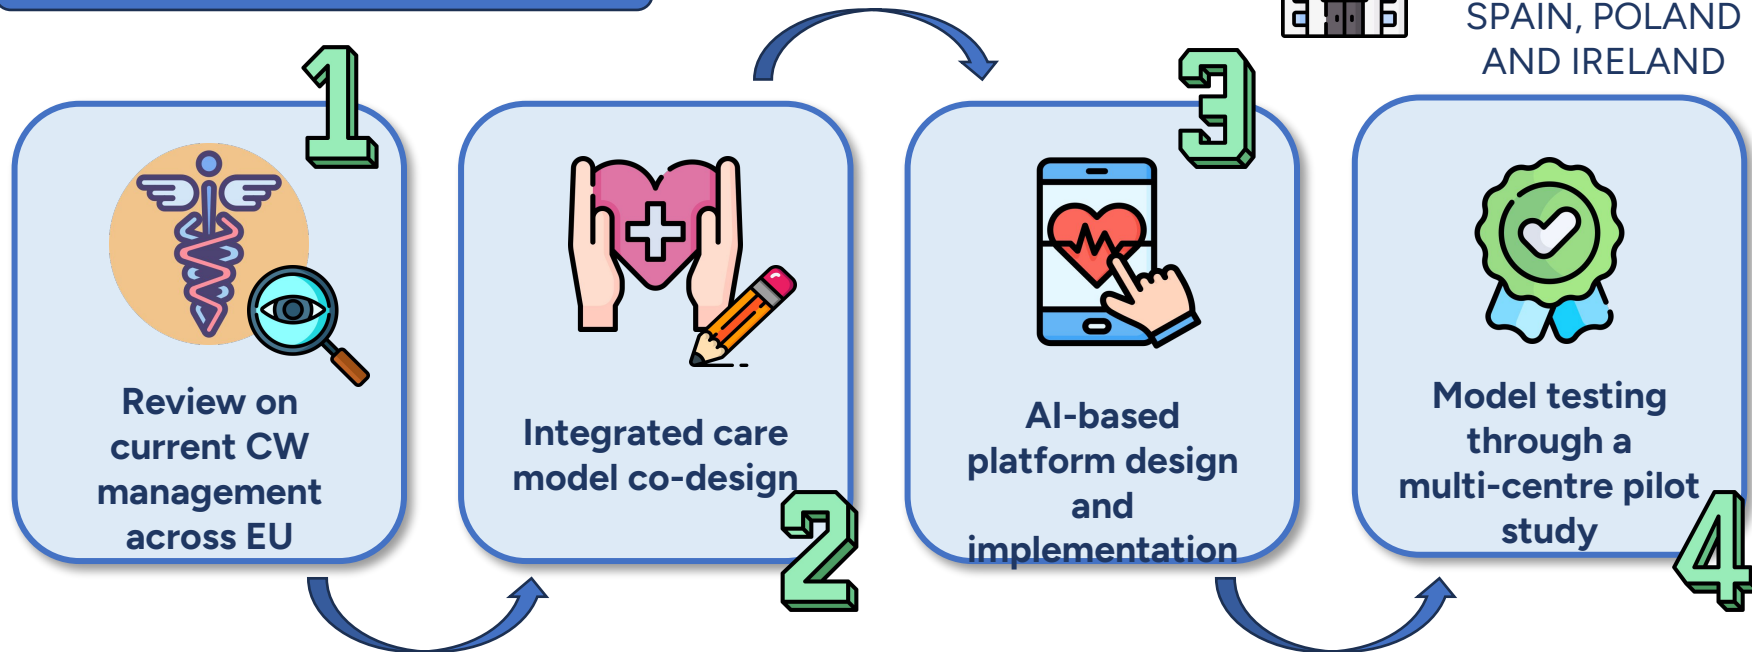 SPAIN, POLAND
AND IRELAND
1
Review on
current CW
management
across EU
2
Integrated care
model co-design
3
AI-based
platform design
and
implementation
4
Model testing
through a
multi-centre pilot
study